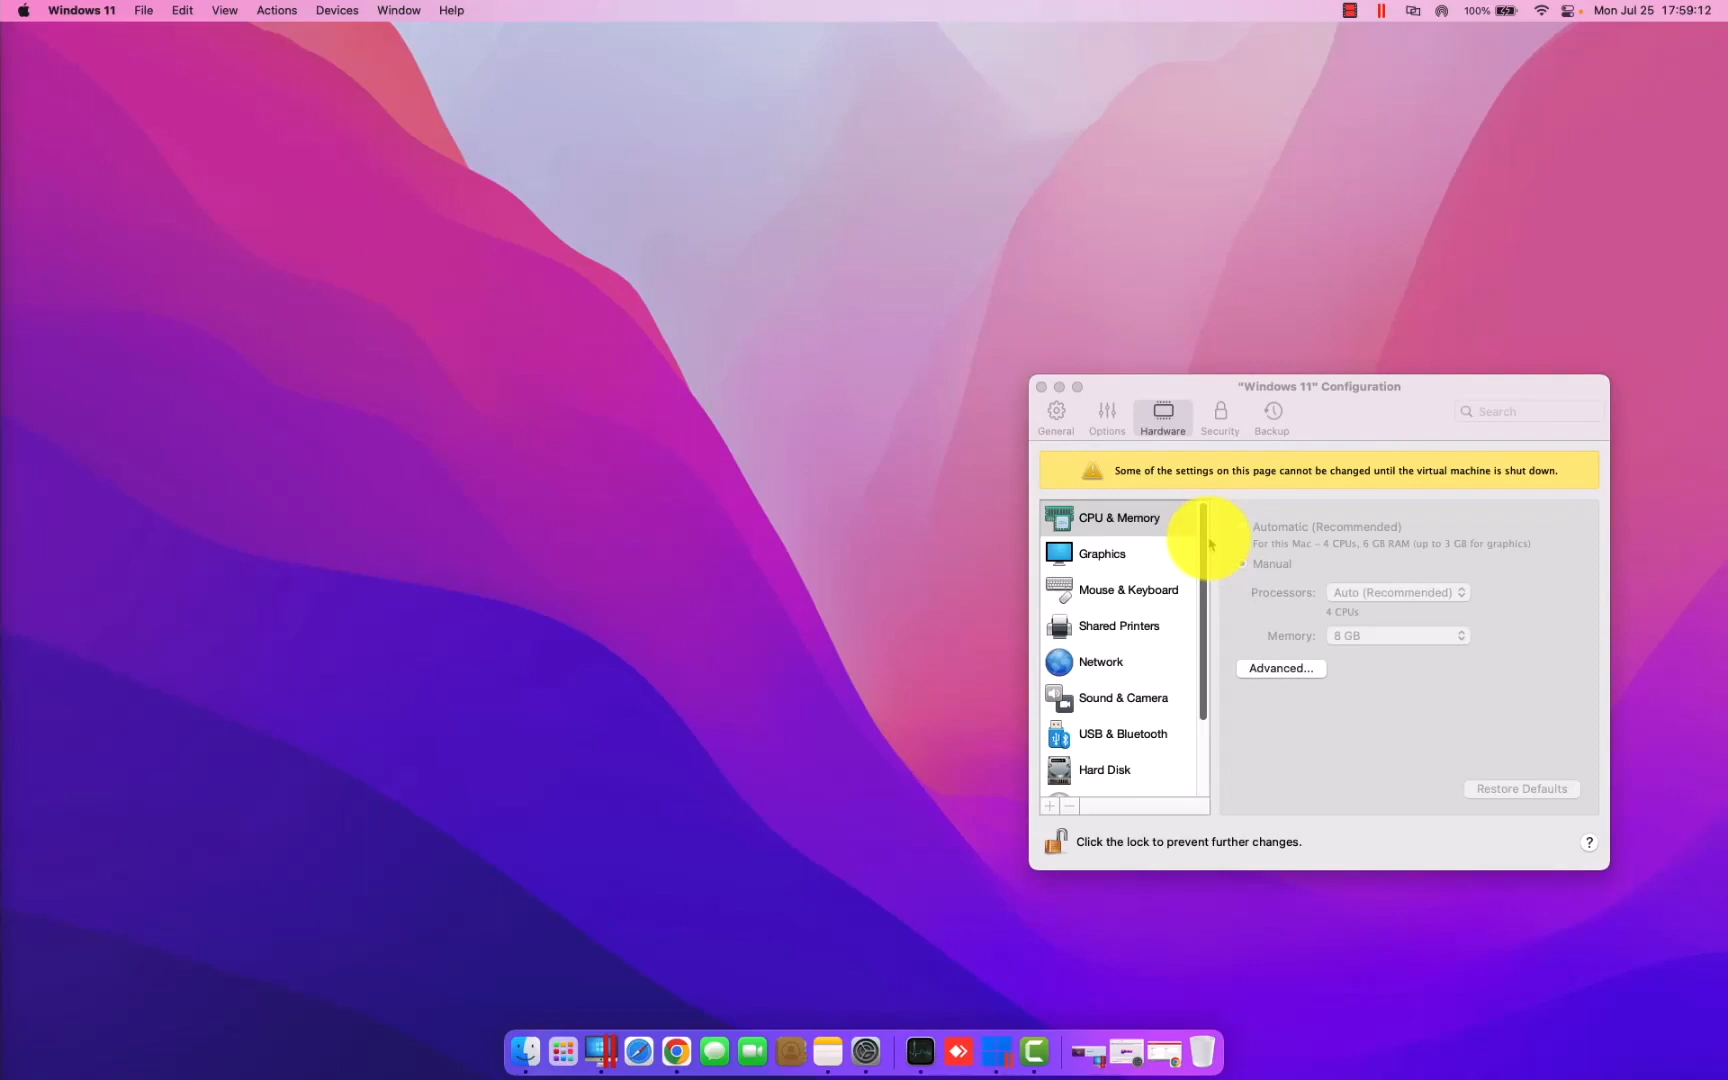 Windows 11 File Edit View Actions Devices Window Help 100% Mon Jul 25 17:59:12
"Windows 11" Configuration
General Options Hardware Security Backup Search
Some of the settings on this page cannot be changed until the virtual machine is shut down.
CPU & Memory
Graphics
Mouse & Keyboard
Shared Printers
Network
Sound & Camera
USB & Bluetooth
Hard Disk
Automatic (Recommended)
For this Mac – 4 CPUs, 6 GB RAM (up to 3 GB for graphics)
Manual
Processors: Auto (Recommended)
4 CPUs
Memory: 8 GB
Advanced...
Restore Defaults
Click the lock to prevent further changes. ?